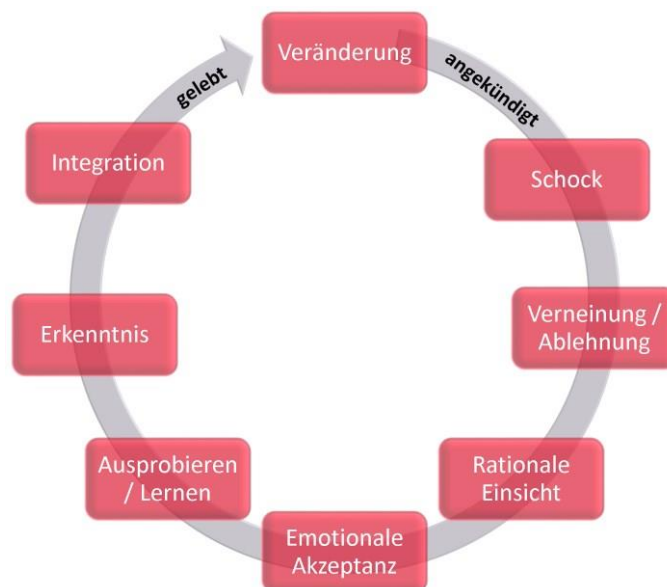 Veränderung
angekündigt
Schock
Verneinung /
Ablehnung
Rationale
Einsicht
Emotionale
Akzeptanz
Ausprobieren
/ Lernen
Erkenntnis
Integration
gelebt